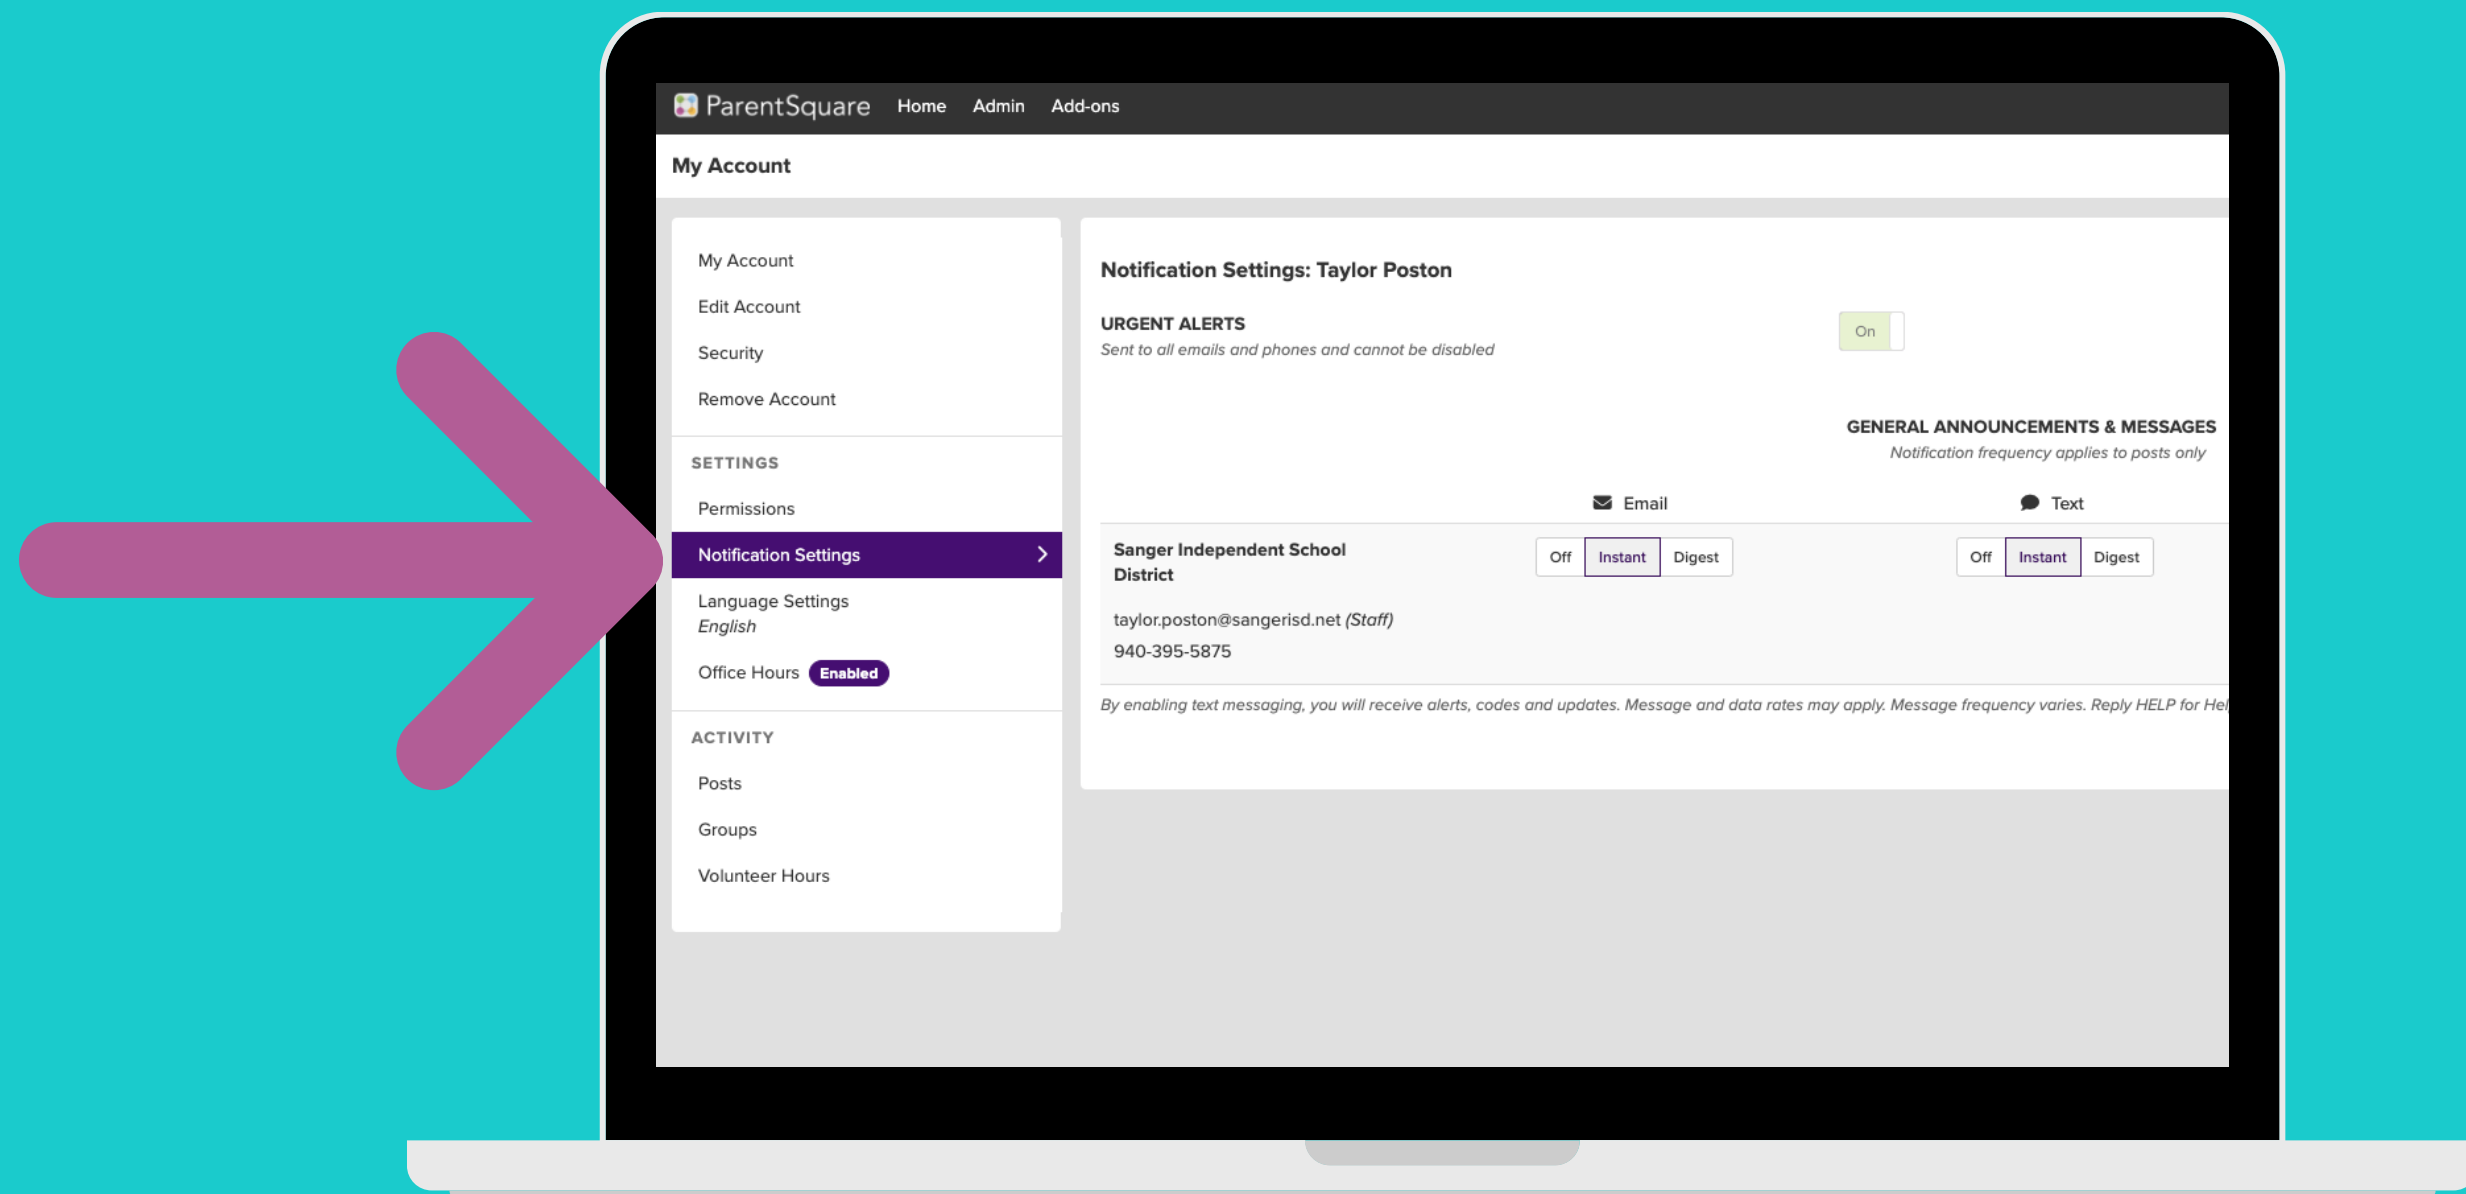 ParentSquare Home Admin Add-ons
My Account
My Account
Edit Account
Security
Remove Account
SETTINGS
Permissions
Notification Settings
Language Settings
English
Office Hours Enabled
ACTIVITY
Posts
Groups
Volunteer Hours
Notification Settings: Taylor Poston
URGENT ALERTS
Sent to all emails and phones and cannot be disabled
On
GENERAL ANNOUNCEMENTS & MESSAGES
Notification frequency applies to posts only
Email Text
Sanger Independent School
District
Off Instant Digest Off Instant Digest
taylor.poston@sangerisd.net (Staff)
940-395-5875
By enabling text messaging, you will receive alerts, codes and updates. Message and data rates may apply. Message frequency varies. Reply HELP for